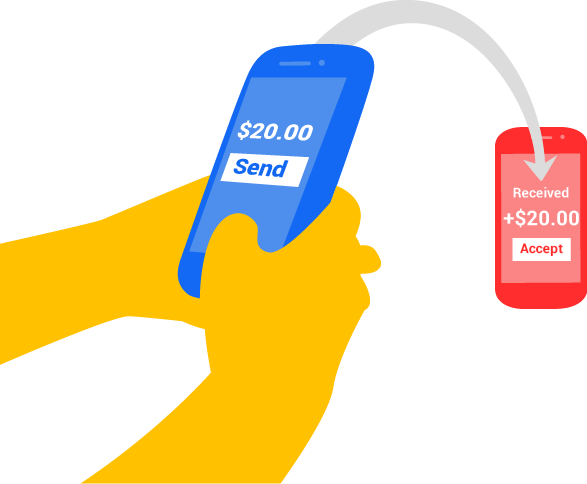 $20.00
Send
Received
+$20.00
Accept